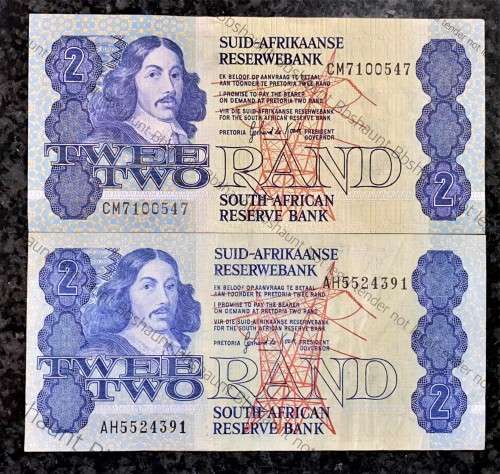 2
SUID-AFRIKAANSE
RESERWEBANK
CM7100547
EK BELOOF OP AANVRAAG TE BETAAL
AAN TOONDER TE PRETORIA TWEE RAND
I PROMISE TO PAY THE BEARER
ON DEMAND AT PRETORIA TWO RAND
VIR DIE SUID-AFRIKAANSE RESERWEBANK
FOR THE SOUTH AFRICAN RESERVE BANK
PRETORIA PRESIDENT
GOVERNOR
TWEE
TWO
RAND
2
CM7100547
SOUTH AFRICAN
RESERVE BANK
2
SUID-AFRIKAANSE
RESERWEBANK
AH5524391
EK BELOOF OP AANVRAAG TE BETAAL
AAN TOONDER TE PRETORIA TWEE RAND
I PROMISE TO PAY THE BEARER
ON DEMAND AT PRETORIA TWO RAND
VIR DIE SUID-AFRIKAANSE RESERWEBANK
FOR THE SOUTH AFRICAN RESERVE BANK
PRETORIA PRESIDENT
GOVERNOR
TWEE
TWO
RAND
2
AH5524391
SOUTH AFRICAN
RESERVE BANK